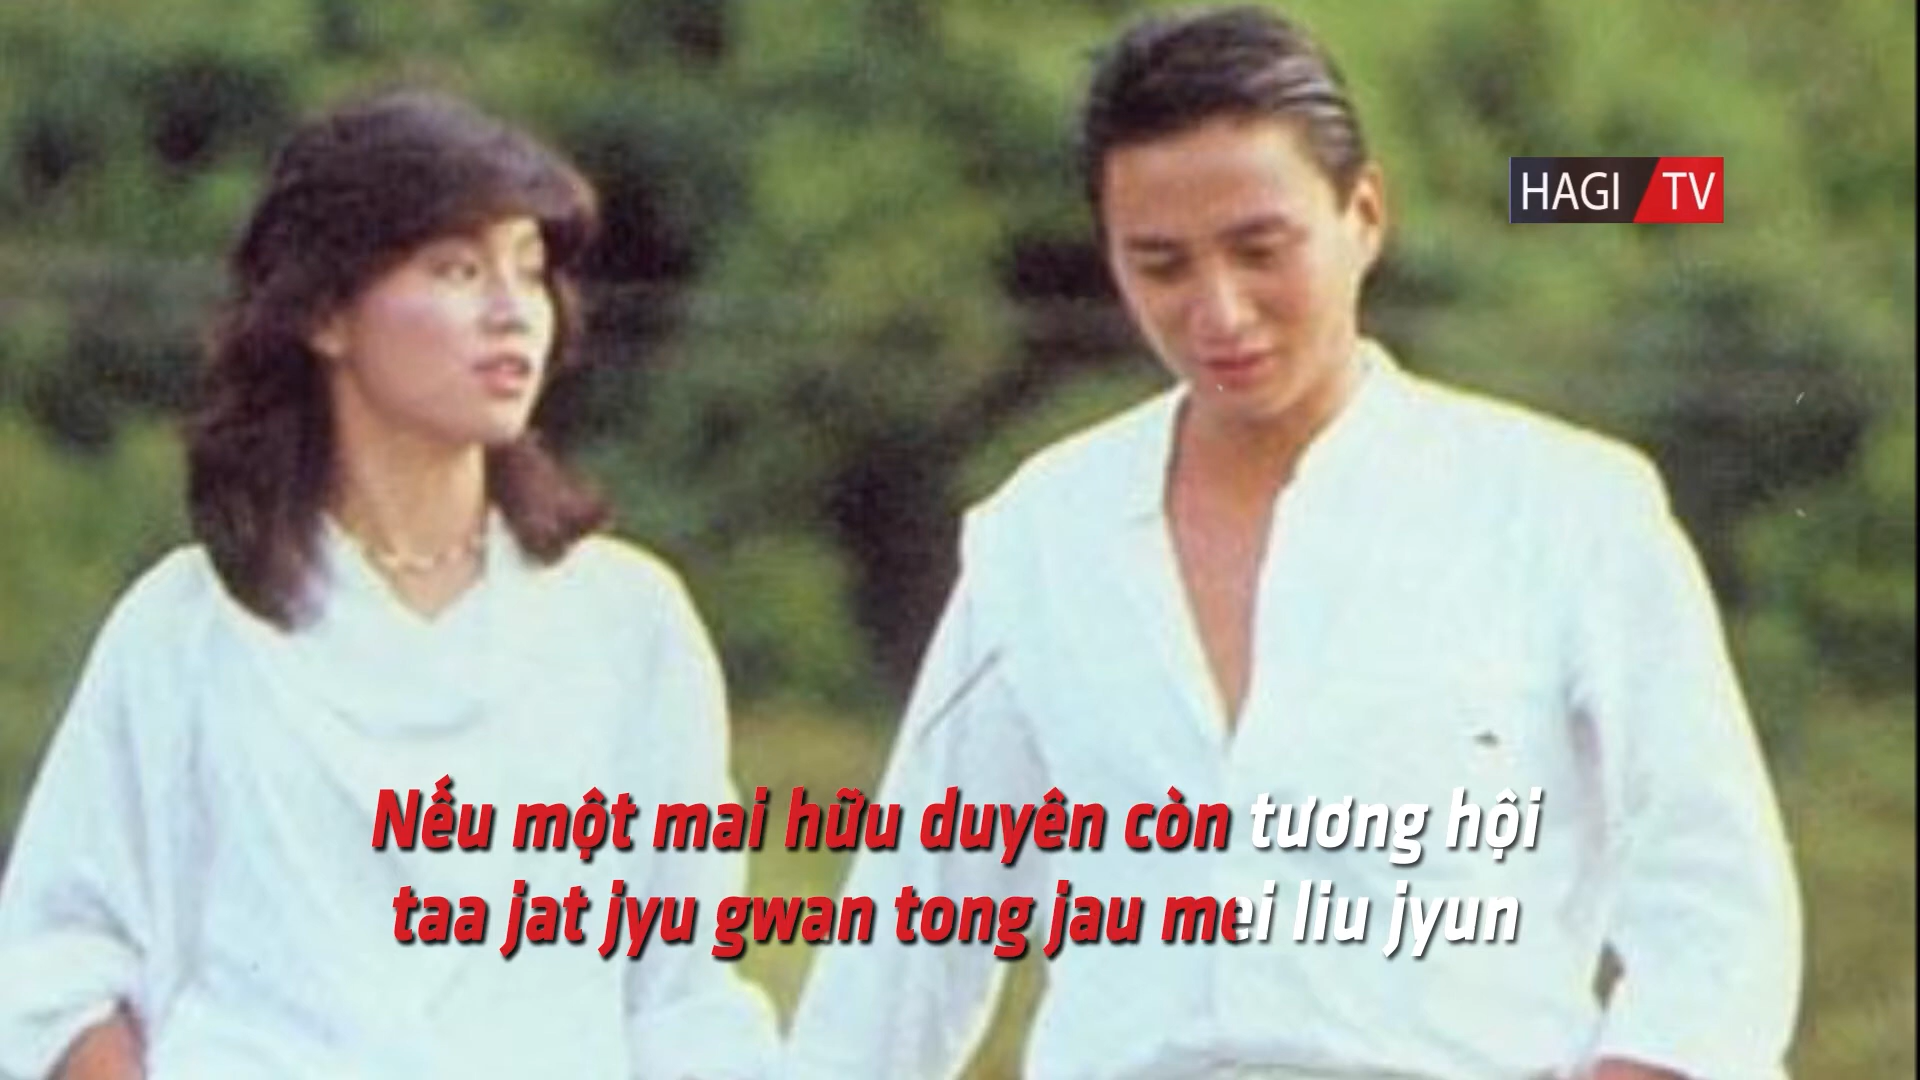 HAGI TV
Nếu một mai hữu duyên còn tương hội
taa jat jyu gwan tong jau mei liu jyun